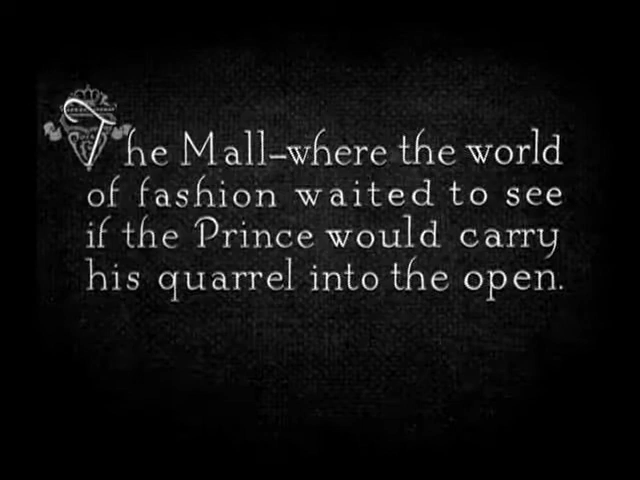 The Mall–where the world
of fashion waited to see
if the Prince would carry
his quarrel into the open.